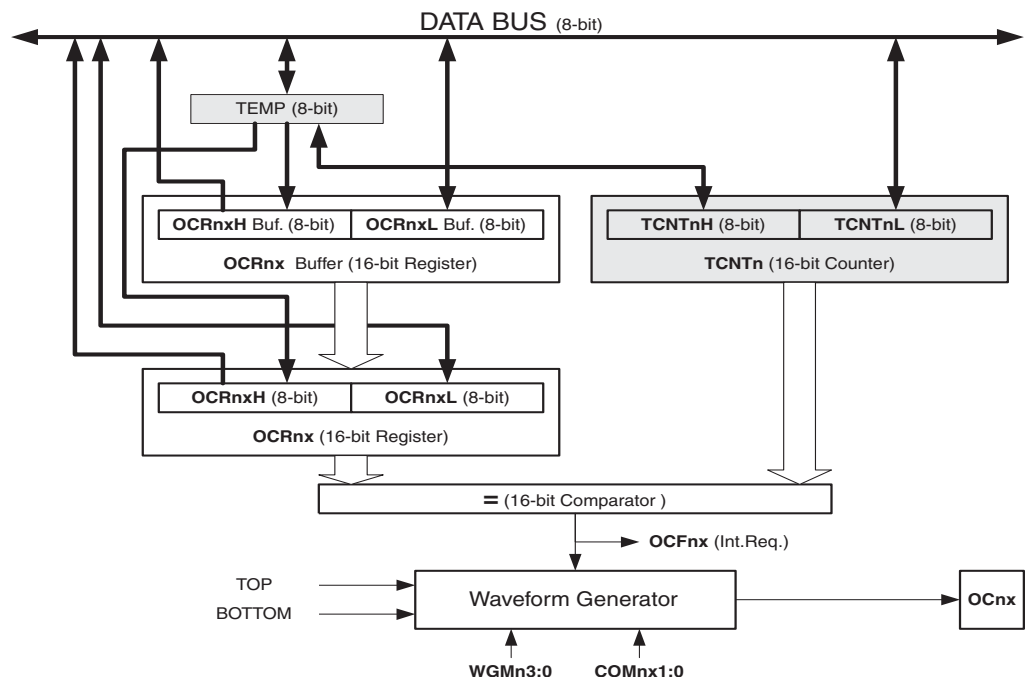 DATA BUS (8-bit)
TEMP (8-bit)
OCRnxH Buf. (8-bit) OCRnxL Buf. (8-bit)
OCRnx Buffer (16-bit Register)
TCNTnH (8-bit) TCNTnL (8-bit)
TCNTn (16-bit Counter)
OCRnxH (8-bit) OCRnxL (8-bit)
OCRnx (16-bit Register)
= (16-bit Comparator )
OCFnx (Int.Req.)
TOP
BOTTOM
Waveform Generator
OCnx
WGMn3:0 COMnx1:0